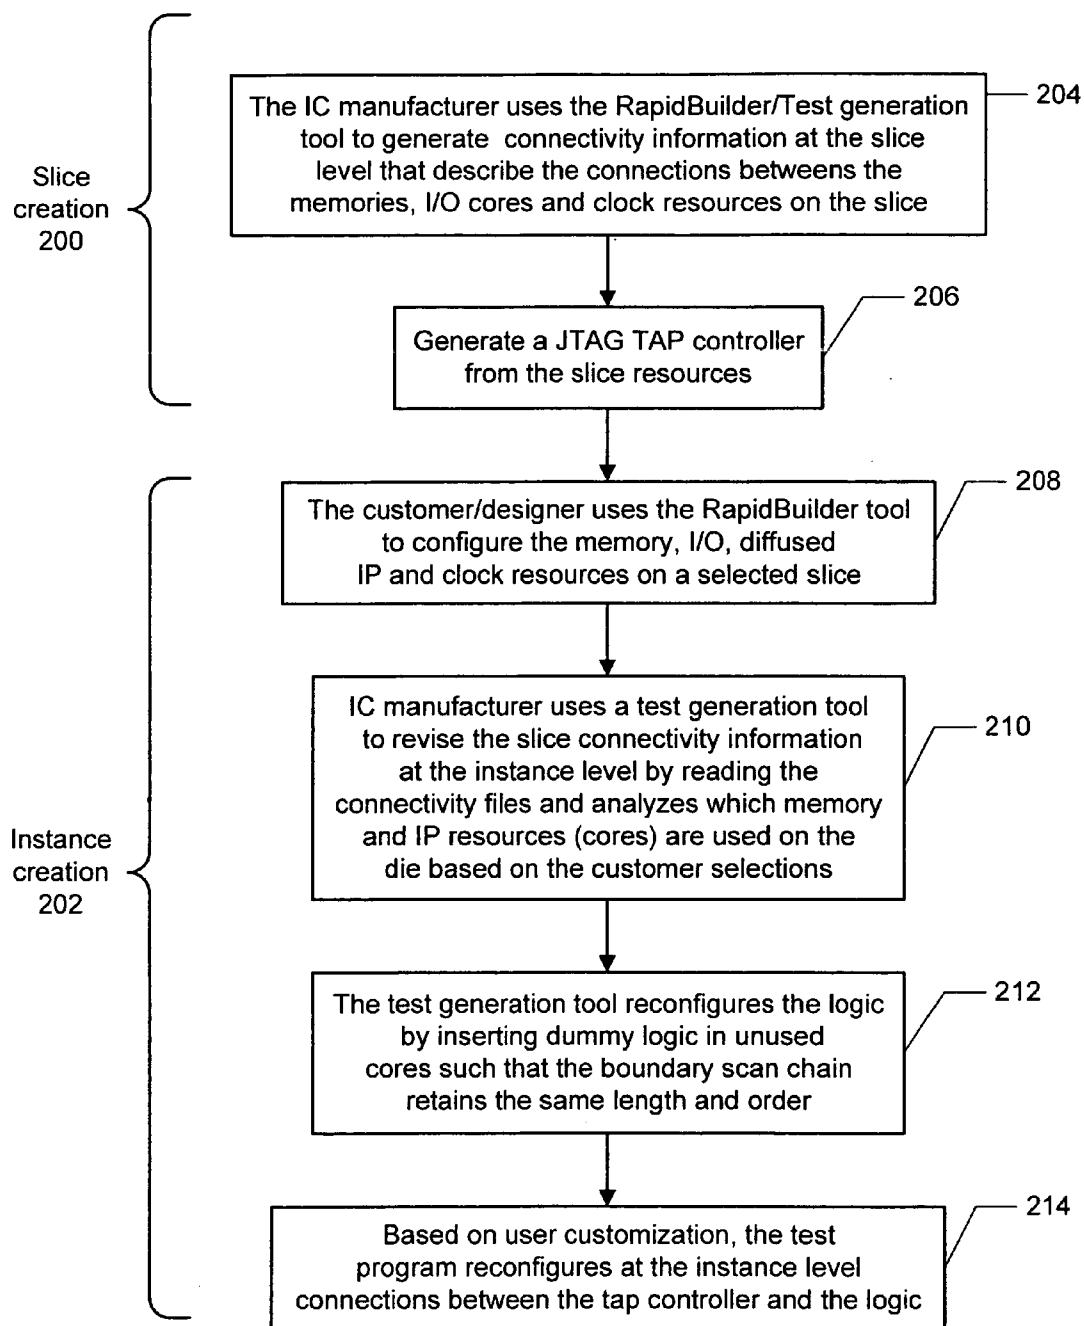 The IC manufacturer uses the RapidBuilder/Test generation
tool to generate connectivity information at the slice
level that describe the connections betweens the
memories, I/O cores and clock resources on the slice
204
Slice
creation
200
Generate a JTAG TAP controller
from the slice resources
206
The customer/designer uses the RapidBuilder tool
to configure the memory, I/O, diffused
IP and clock resources on a selected slice
208
IC manufacturer uses a test generation tool
to revise the slice connectivity information
at the instance level by reading the
connectivity files and analyzes which memory
and IP resources (cores) are used on the
die based on the customer selections
210
Instance
creation
202
The test generation tool reconfigures the logic
by inserting dummy logic in unused
cores such that the boundary scan chain
retains the same length and order
212
Based on user customization, the test
program reconfigures at the instance level
connections between the tap controller and the logic
214